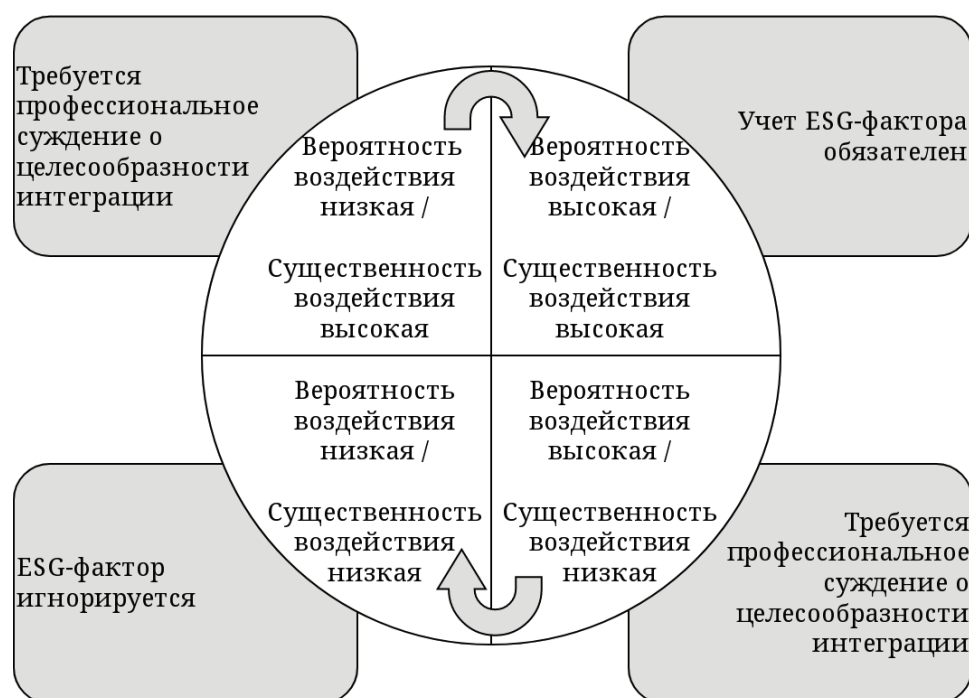 Требуется
профессиональное
суждение о
целесообразности
интеграции
Учет ESG-фактора
обязателен
Вероятность
воздействия
низкая /
Существенность
воздействия
высокая
Вероятность
воздействия
высокая /
Существенность
воздействия
высокая
Вероятность
воздействия
низкая /
Существенность
воздействия
низкая
Вероятность
воздействия
высокая /
Существенность
воздействия
низкая
ESG-фактор
игнорируется
Требуется
профессиональное
суждение о
целесообразности
интеграции